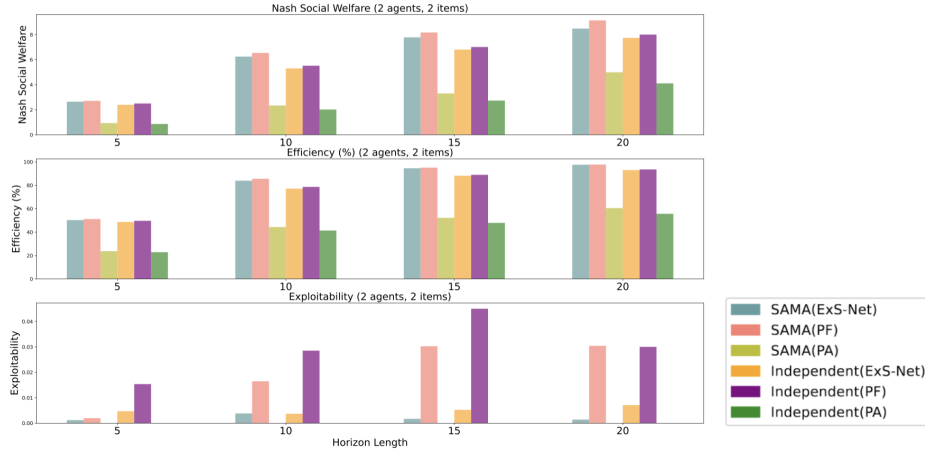 Nash Social Welfare (2 agents, 2 items)
Nash Social Welfare
8
6
4
2
0
5
10
15
20
Efficiency (%) (2 agents, 2 items)
Efficiency (%)
100
80
60
40
20
0
5
10
15
20
Exploitability (2 agents, 2 items)
Exploitability
0.04
0.03
0.02
0.01
0.00
5
10
15
20
Horizon Length
SAMA(ExS-Net)
SAMA(PF)
SAMA(PA)
Independent(ExS-Net)
Independent(PF)
Independent(PA)